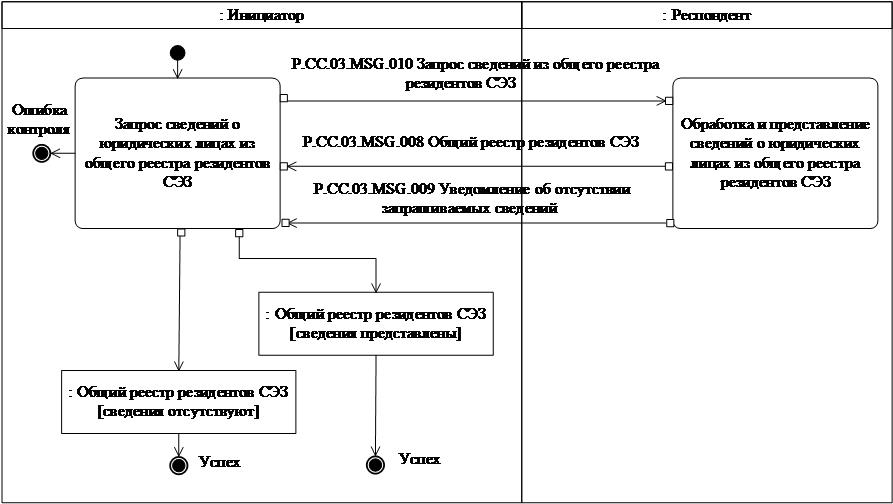 : Инициатор
: Респондент
P.CC.03.MSG.010 Запрос сведений из общего реестра
резидентов СЭЗ
Ошибка
контроля
Запрос сведений о
юридических лицах из
общего реестра резидентов
СЭЗ
P.CC.03.MSG.008 Общий реестр резидентов СЭЗ
P.CC.03.MSG.009 Уведомление об отсутствии
запрашиваемых сведений
Обработка и представление
сведений о юридических
лицах из общего реестра
резидентов СЭЗ
: Общий реестр резидентов СЭЗ
[сведения представлены]
: Общий реестр резидентов СЭЗ
[сведения отсутствуют]
Успех
Успех